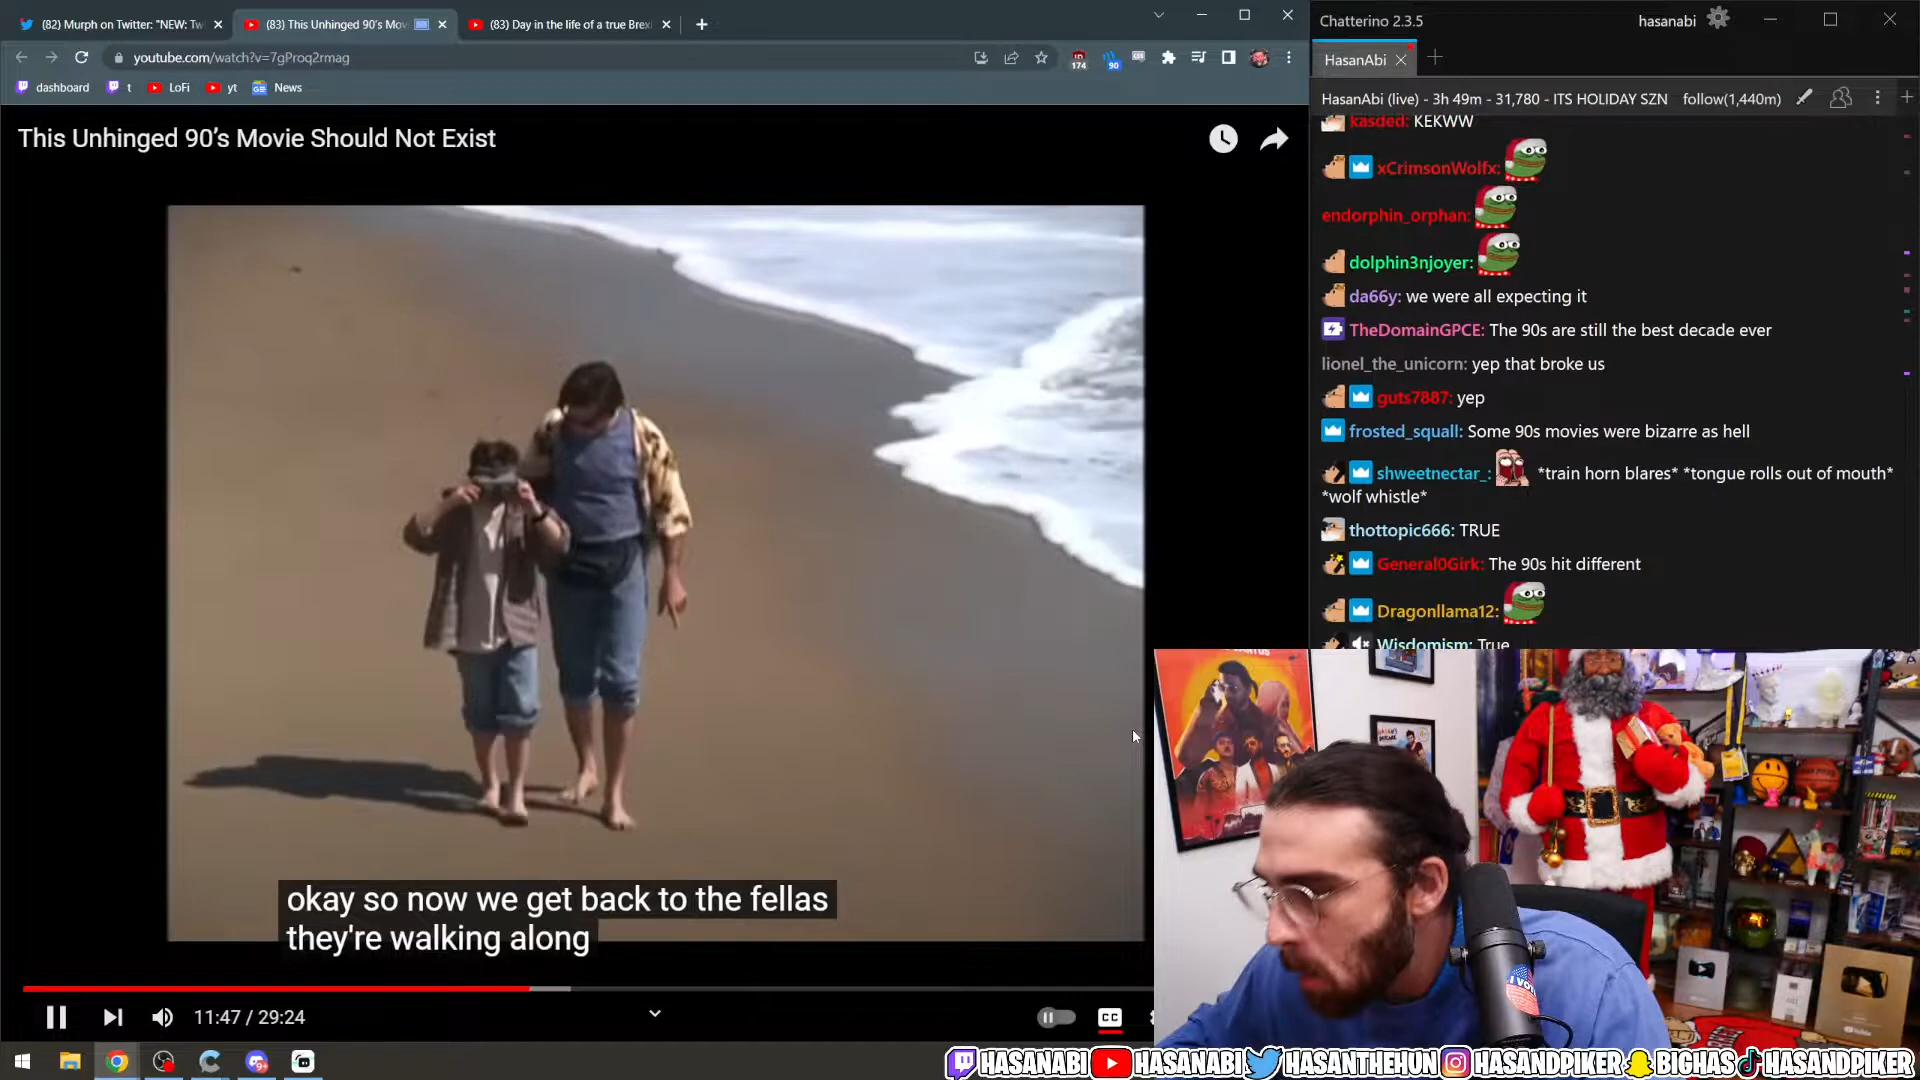 (82) Murph on Twitter: "NEW: Tw
(83) This Unhinged 90's Mov
(83) Day in the life of a true Brex
youtube.com/watch?v=7gProq2rmag
174
90
dashboard
t
LoFi
yt
News
This Unhinged 90's Movie Should Not Exist
okay so now we get back to the fellas
they're walking along
11:47 / 29:24
CC
Chatterino 2.3.5
hasanabi
HasanAbi
HasanAbi (live) - 3h 49m - 31,780 - ITS HOLIDAY SZN follow(1,440m)
kasded: KEKWW
xCrimsonWolfx:
endorphin_orphan:
dolphin3njoyer:
da66y: we were all expecting it
TheDomainGPCE: The 90s are still the best decade ever
lionel_the_unicorn: yep that broke us
guts7887: yep
frosted_squall: Some 90s movies were bizarre as hell
shweetnectar_: *train horn blares* *tongue rolls out of mouth*
*wolf whistle*
thottopic666: TRUE
General0Girk: The 90s hit different
Dragonllama12:
Wisdomism: True
HASANABI HASANABI HASANTHEHUN HASANDPIKER BIGHAS HASANDPIKER